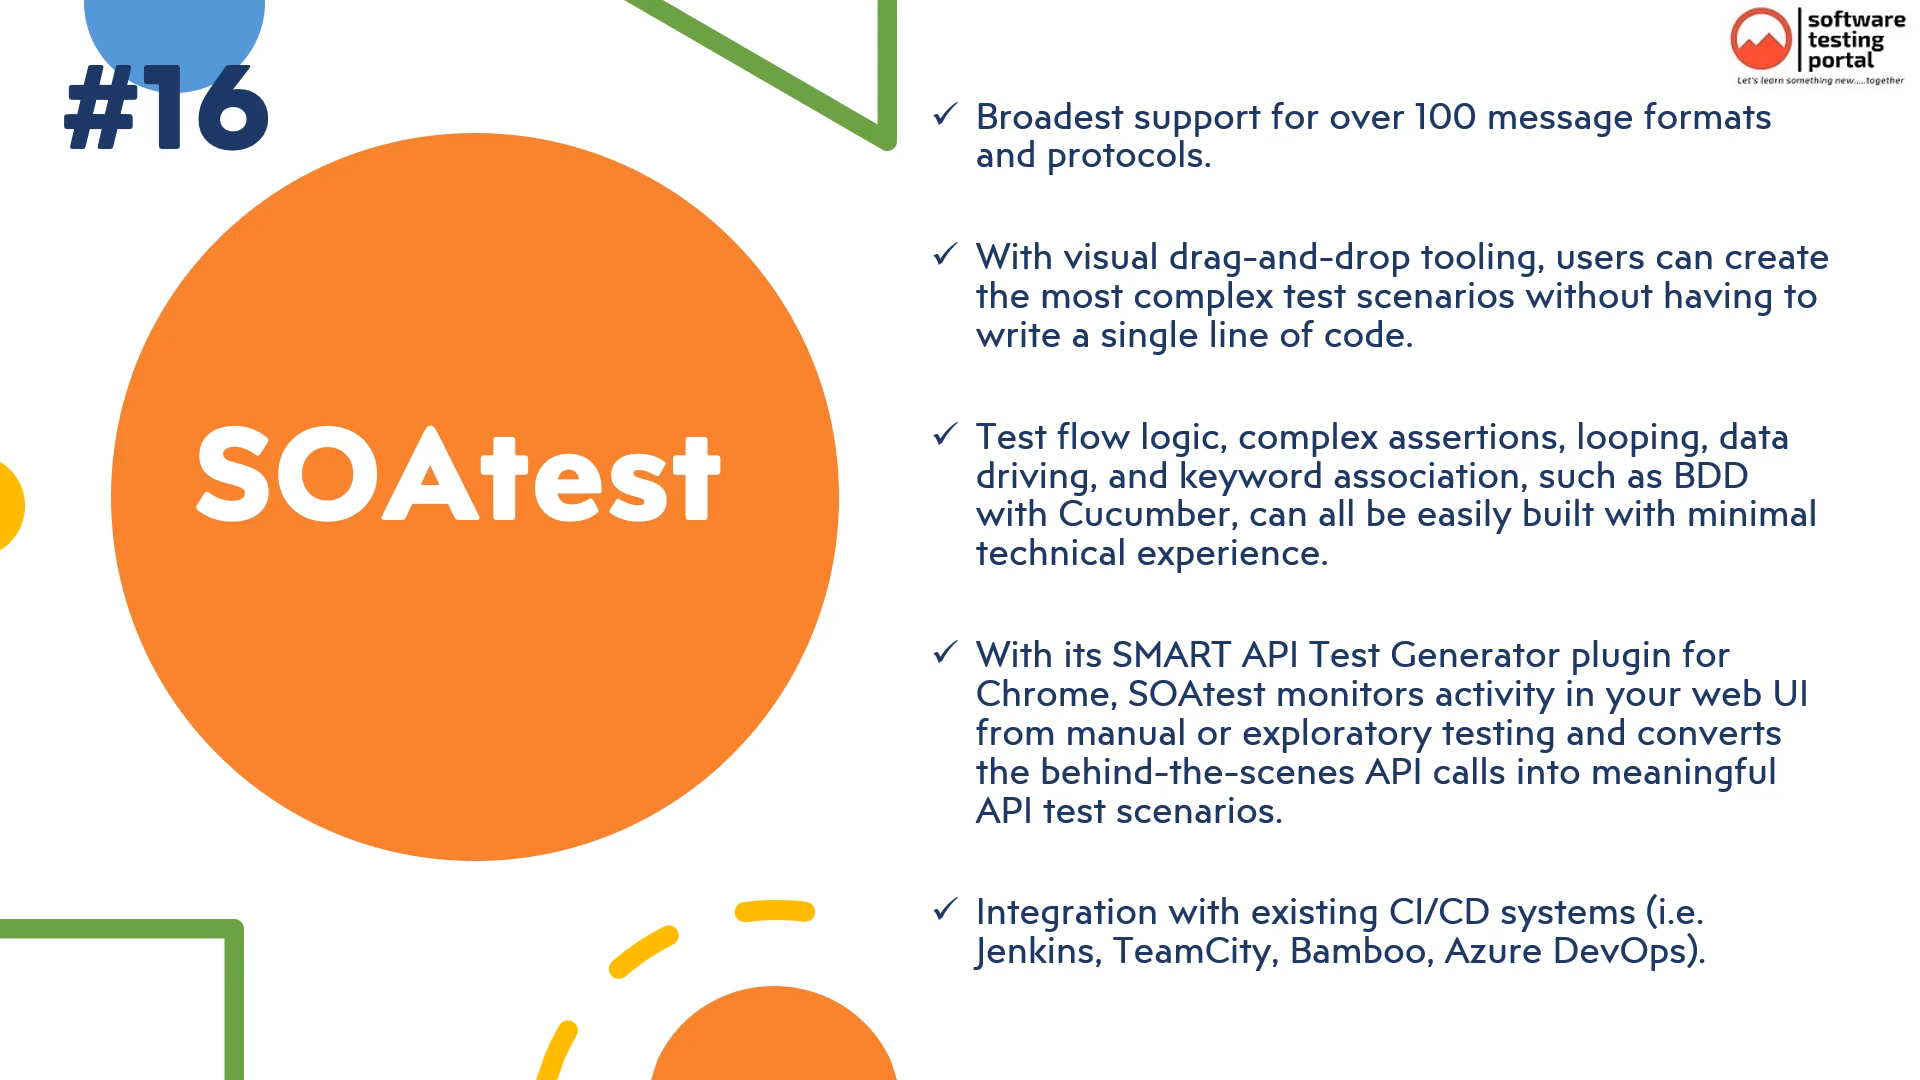 #16
SOAtest
software
testing
portal
Let's learn something new.....together
✓ Broadest support for over 100 message formats
and protocols.
✓ With visual drag-and-drop tooling, users can create
the most complex test scenarios without having to
write a single line of code.
✓ Test flow logic, complex assertions, looping, data
driving, and keyword association, such as BDD
with Cucumber, can all be easily built with minimal
technical experience.
✓ With its SMART API Test Generator plugin for
Chrome, SOAtest monitors activity in your web UI
from manual or exploratory testing and converts
the behind-the-scenes API calls into meaningful
API test scenarios.
✓ Integration with existing CI/CD systems (i.e.
Jenkins, TeamCity, Bamboo, Azure DevOps).